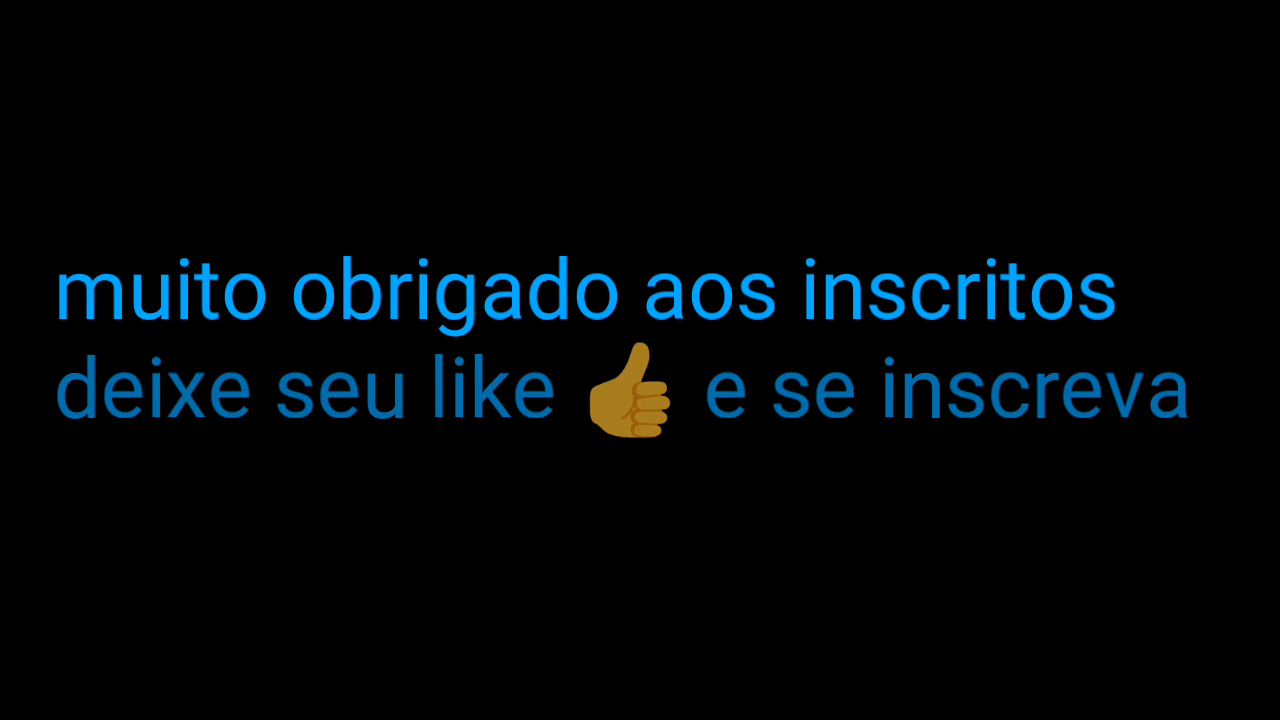 muito obrigado aos inscritos
deixe seu like 👍 e se inscreva